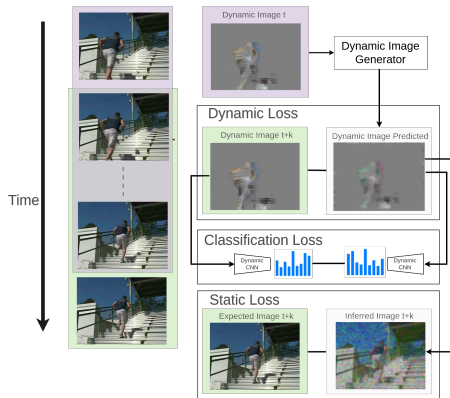 Time
Dynamic Image t
Dynamic Image
Generator
Dynamic Loss
Dynamic Image t+k
Dynamic Image Predicted
Classification Loss
Dynamic
CNN
Dynamic
CNN
Static Loss
Expected Image t+k
Inferred Image t+k